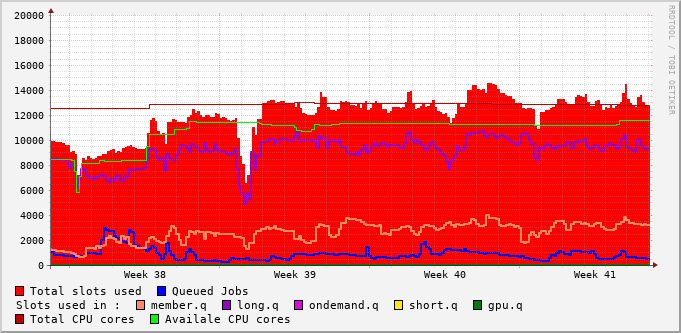 20000
18000
16000
14000
12000
10000
8000
6000
4000
2000
0
Week 38 Week 39 Week 40 Week 41
Total slots used Queued Jobs
Slots used in : member.q long.q ondemand.q short.q gpu.q
Total CPU cores Availale CPU cores
RRDTOOL / TOBI OETIKER